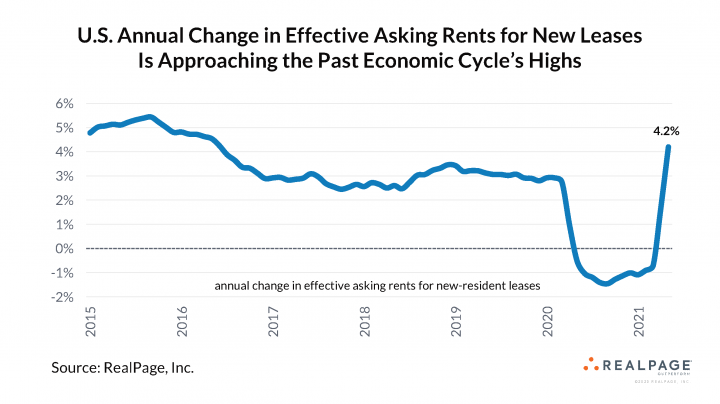 U.S. Annual Change in Effective Asking Rents for New Leases
Is Approaching the Past Economic Cycle's Highs
6%
5%
4%
3%
2%
1%
0%
-1%
-2%
4.2%
annual change in effective asking rents for new-resident leases
2015
2016
2017
2018
2019
2020
2021
Source: RealPage, Inc.
REALPAGE
OUTPERFORM